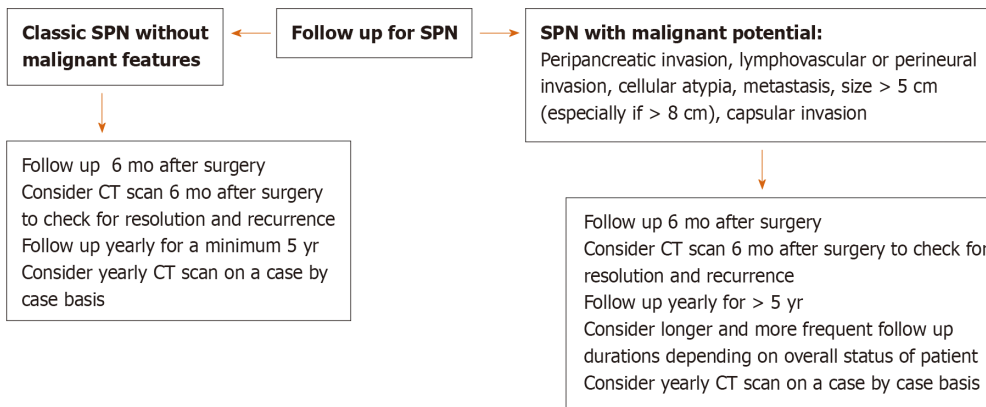 Classic SPN without
malignant features
Follow up for SPN
SPN with malignant potential:
Peripancreatic invasion, lymphovascular or perineural
invasion, cellular atypia, metastasis, size > 5 cm
(especially if > 8 cm), capsular invasion
Follow up 6 mo after surgery
Consider CT scan 6 mo after surgery
to check for resolution and recurrence
Follow up yearly for a minimum 5 yr
Consider yearly CT scan on a case by
case basis
Follow up 6 mo after surgery
Consider CT scan 6 mo after surgery to check for
resolution and recurrence
Follow up yearly for > 5 yr
Consider longer and more frequent follow up
durations depending on overall status of patient
Consider yearly CT scan on a case by case basis